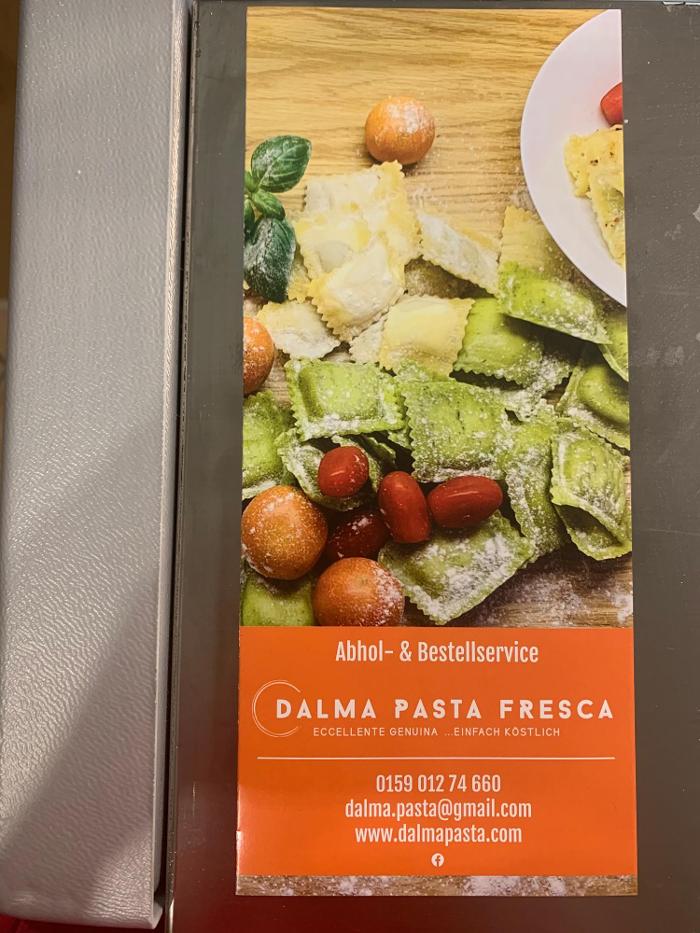 Abhol- & Bestellservice
DALMA PASTA FRESCA
ECCELLENTE GENUINA ...EINFACH KÖSTLICH
0159 012 74 660
dalma.pasta@gmail.com
www.dalmapasta.com